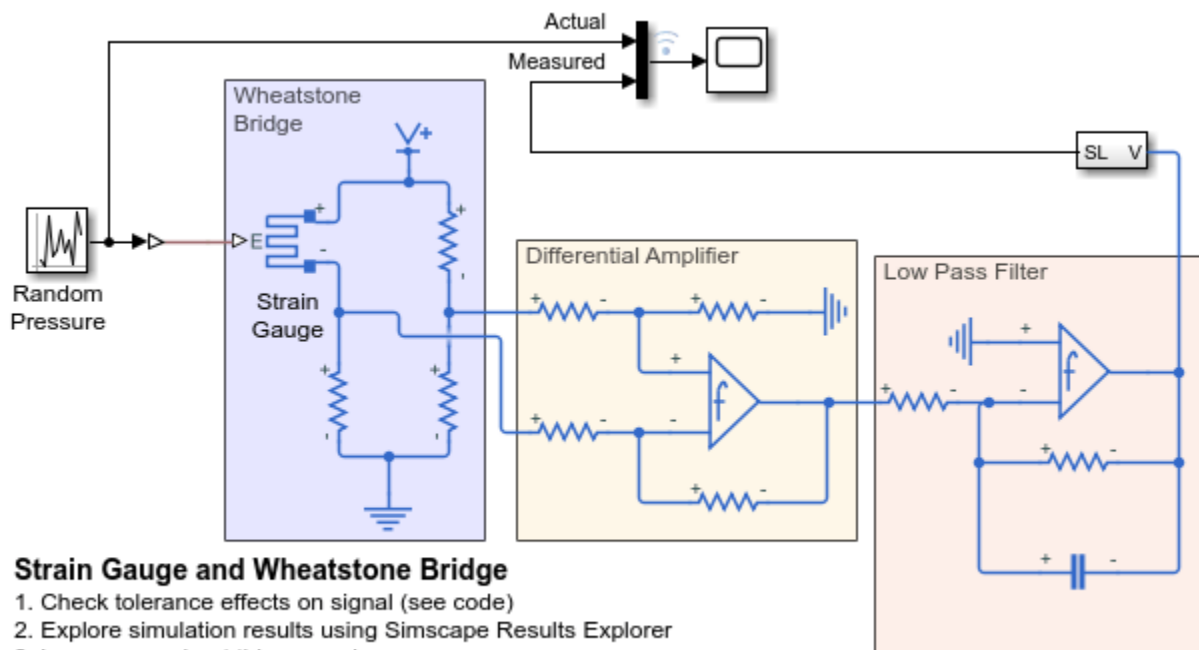 Actual
Measured
Wheatstone
Bridge
V+
SL V
E
+
-
+
-
Random
Pressure
Strain
Gauge
+
-
+
-
Differential Amplifier
+ - + -
+
+ - -
+ -
Low Pass Filter
+
+ - -
+ -
+ -
Strain Gauge and Wheatstone Bridge
1. Check tolerance effects on signal (see code)
2. Explore simulation results using Simscape Results Explorer